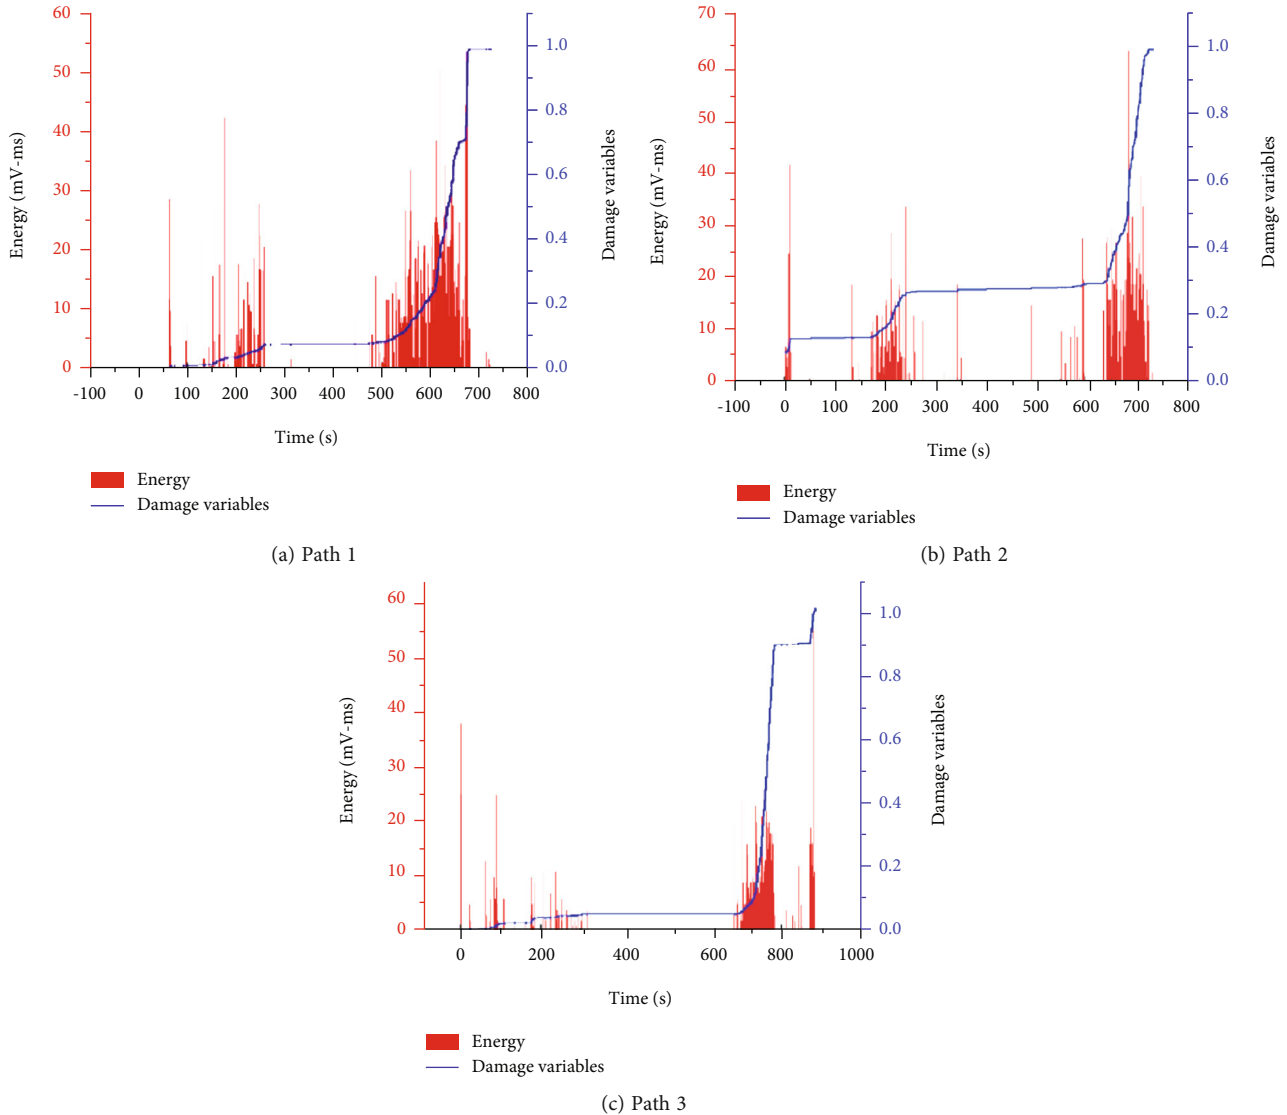 60
50
40
30
20
10
0
Energy (mV-ms)
-100 0 100 200 300 400 500 600 700 800
Time (s)
1.0
0.8
0.6
0.4
0.2
0.0
Damage variables
Energy
Damage variables
(a) Path 1
70
60
50
40
30
20
10
0
Energy (mV-ms)
-100 0 100 200 300 400 500 600 700 800
Time (s)
1.0
0.8
0.6
0.4
0.2
0.0
Damage variables
Energy
Damage variables
(b) Path 2
60
50
40
30
20
10
0
Energy (mV-ms)
0 200 400 600 800 1000
Time (s)
1.0
0.8
0.6
0.4
0.2
0.0
Damage variables
Energy
Damage variables
(c) Path 3